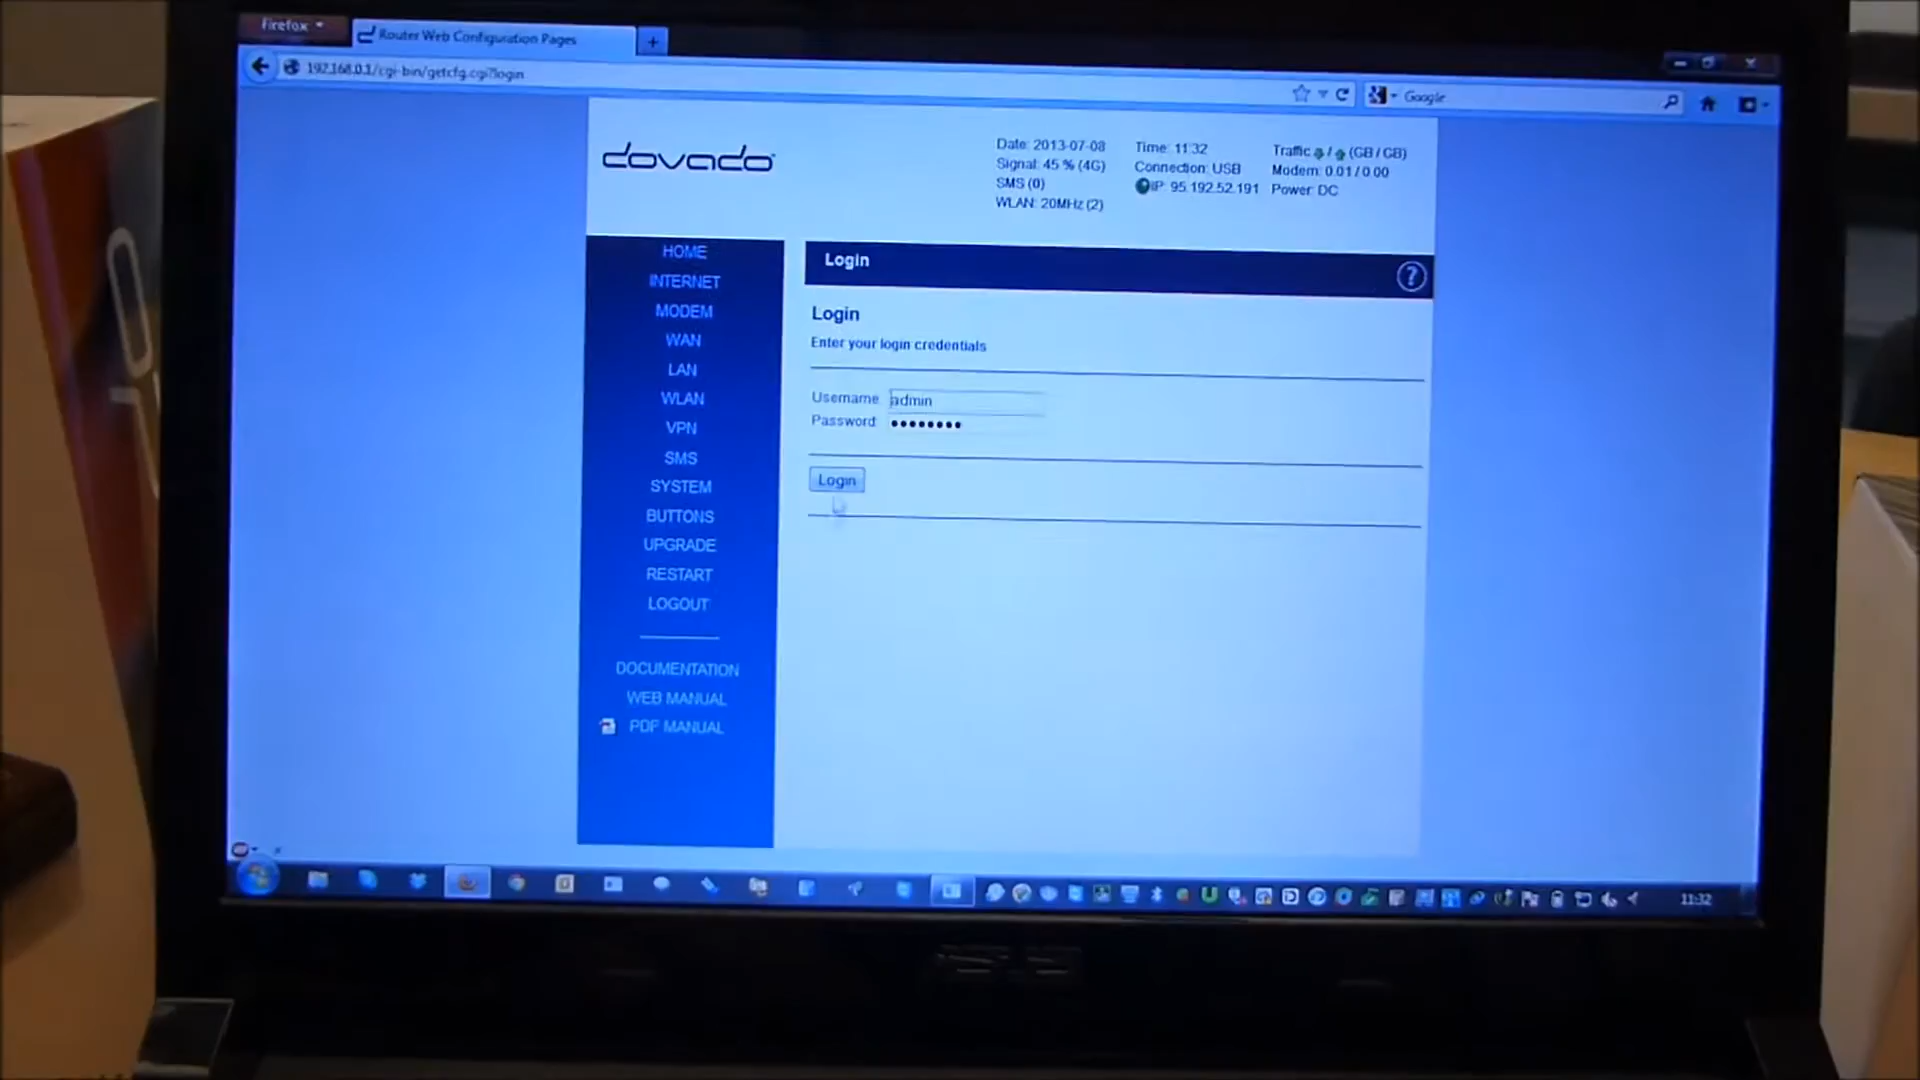 Firefox
Router Web Configuration Pages
192.168.0.1/cgi-bin/getcfg.cgi?login
Google
dovado
Date: 2013-07-08
Signal: 45 % (4G)
SMS (0)
WLAN: 20MHz (2)
Time: 11:32
Connection: USB
IP: 95.192.52.191
Traffic / (GB / GB)
Modem: 0.01 / 0.00
Power: DC
HOME
INTERNET
MODEM
WAN
LAN
WLAN
VPN
SMS
SYSTEM
BUTTONS
UPGRADE
RESTART
LOGOUT
DOCUMENTATION
WEB MANUAL
PDF MANUAL
Login
?
Login
Enter your login credentials
Username admin
Password: ••••••••
Login
11:32
ASUS